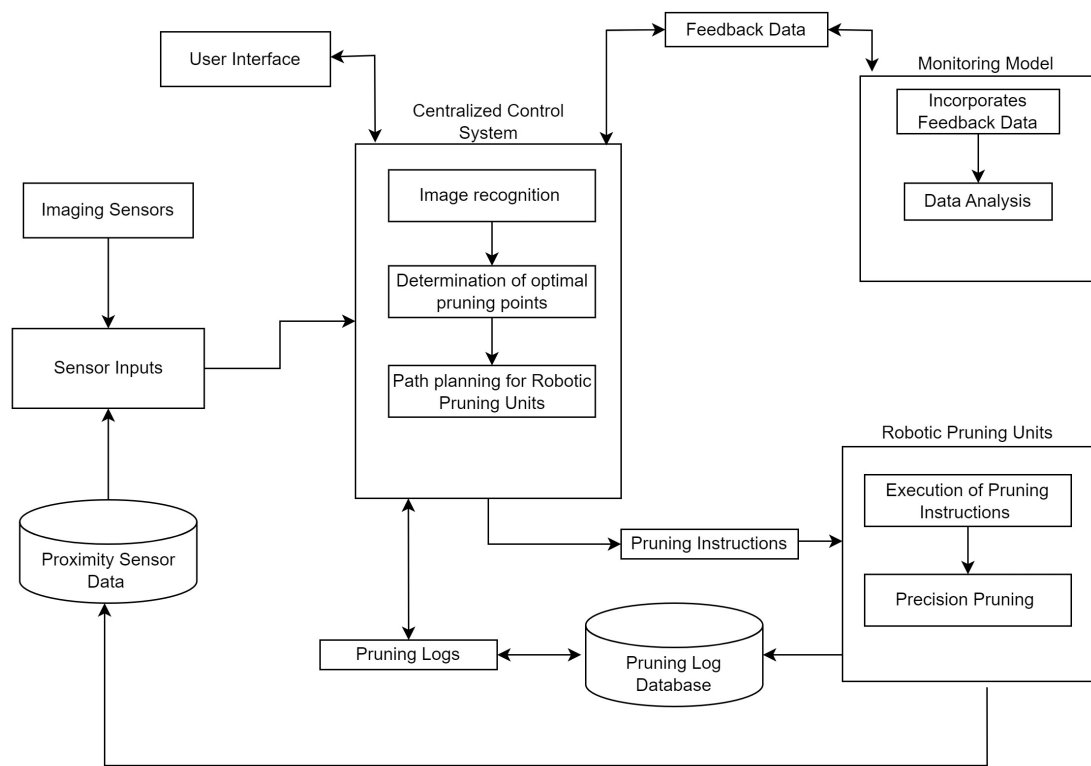 Feedback Data
User Interface
Monitoring Model
Incorporates
Feedback Data
Data Analysis
Centralized Control
System
Image recognition
Determination of optimal
pruning points
Path planning for Robotic
Pruning Units
Imaging Sensors
Sensor Inputs
Proximity Sensor
Data
Robotic Pruning Units
Execution of Pruning
Instructions
Precision Pruning
Pruning Instructions
Pruning Logs
Pruning Log
Database